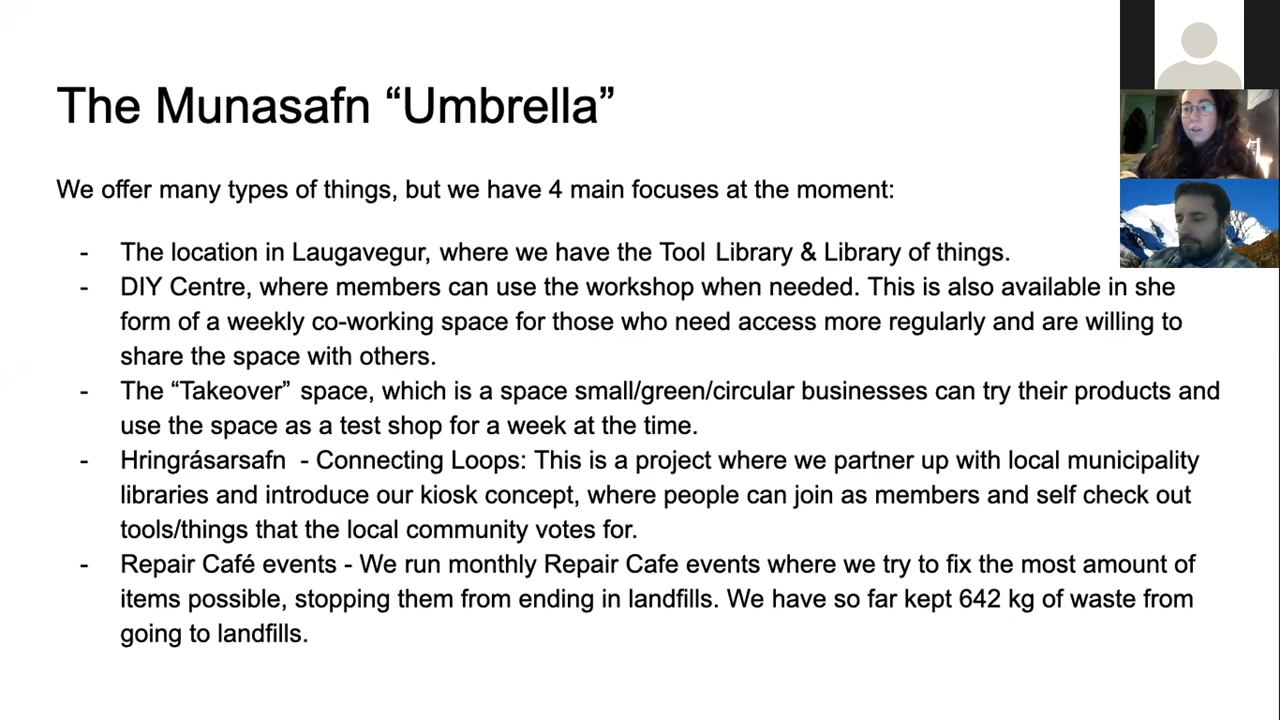 The Munasafn “Umbrella”
We offer many types of things, but we have 4 main focuses at the moment:
- The location in Laugavegur, where we have the Tool Library & Library of things.
- DIY Centre, where members can use the workshop when needed. This is also available in she
form of a weekly co-working space for those who need access more regularly and are willing to
share the space with others.
- The “Takeover” space, which is a space small/green/circular businesses can try their products and
use the space as a test shop for a week at the time.
- Hringrásarsafn - Connecting Loops: This is a project where we partner up with local municipality
libraries and introduce our kiosk concept, where people can join as members and self check out
tools/things that the local community votes for.
- Repair Café events - We run monthly Repair Cafe events where we try to fix the most amount of
items possible, stopping them from ending in landfills. We have so far kept 642 kg of waste from
going to landfills.